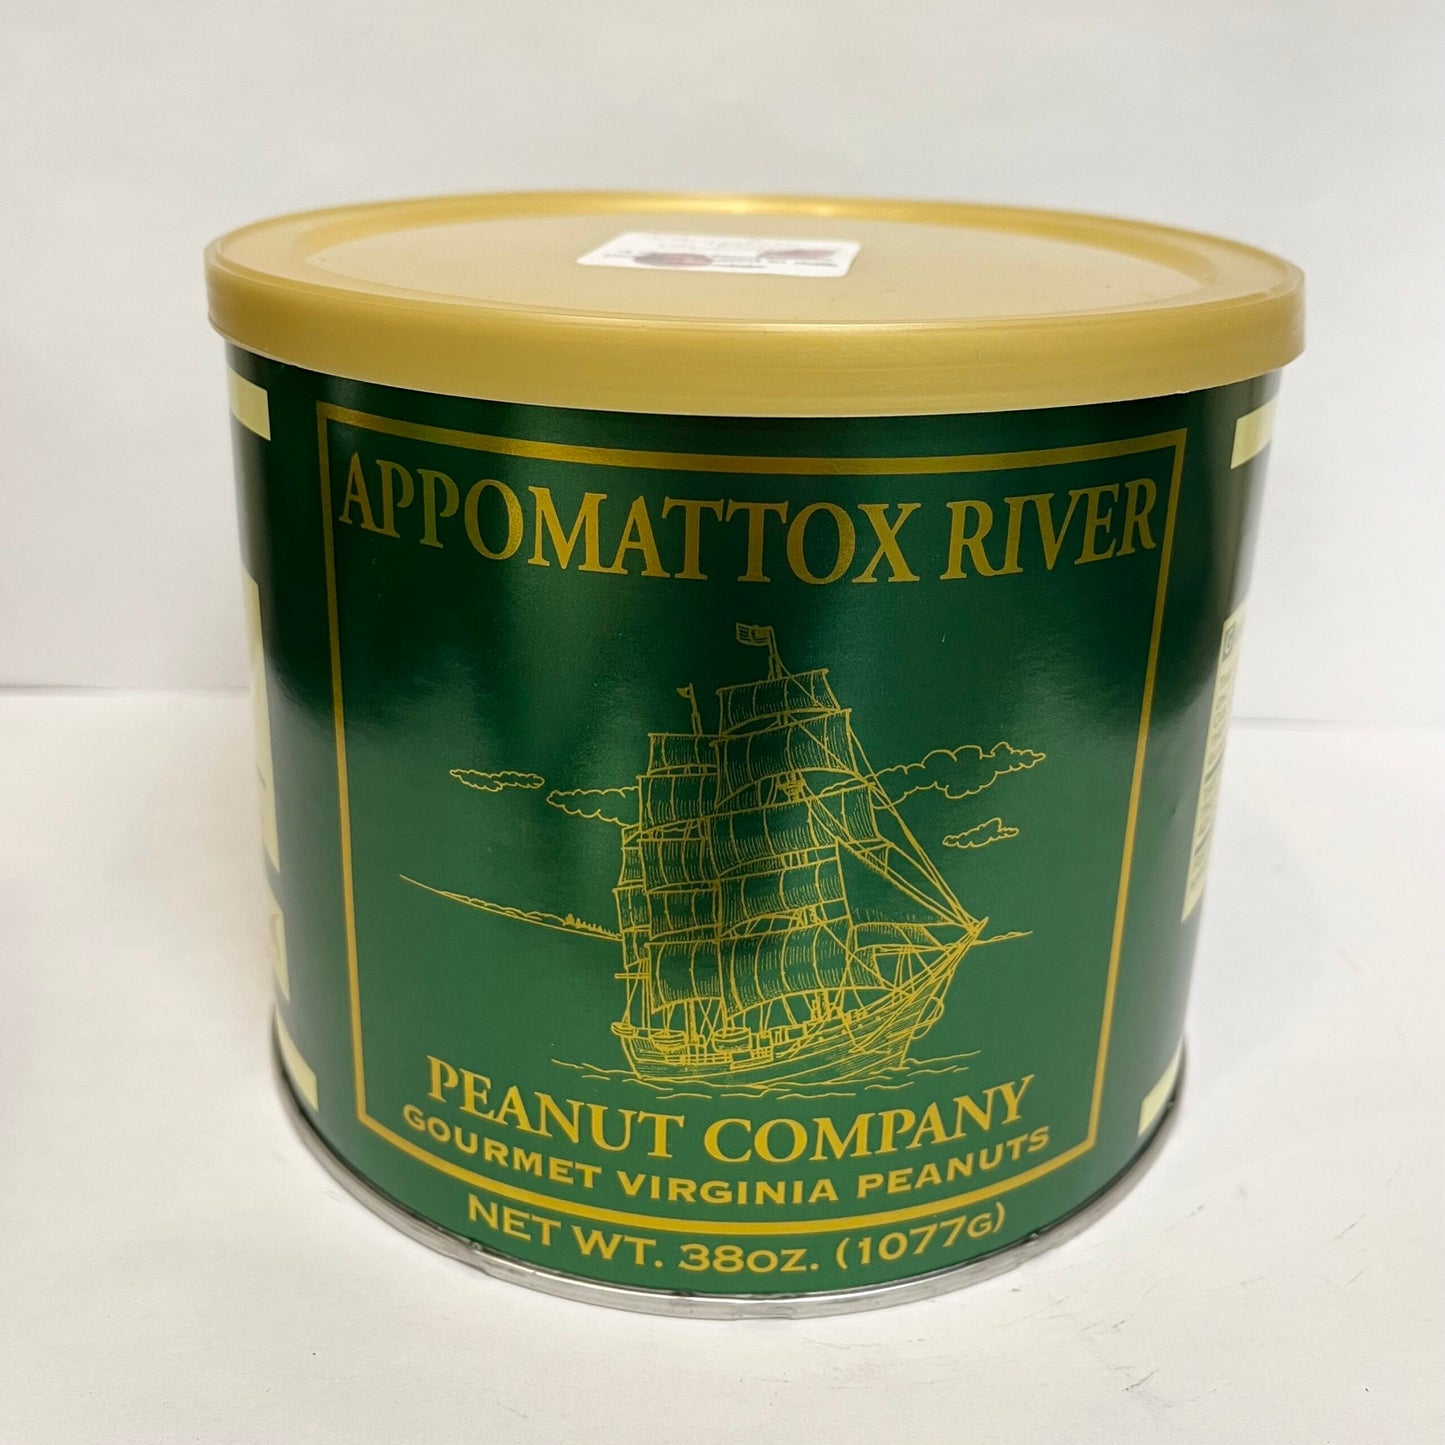 APPOMATTOX RIVER
PEANUT COMPANY
GOURMET VIRGINIA PEANUTS
NET WT. 38OZ. (1077G)